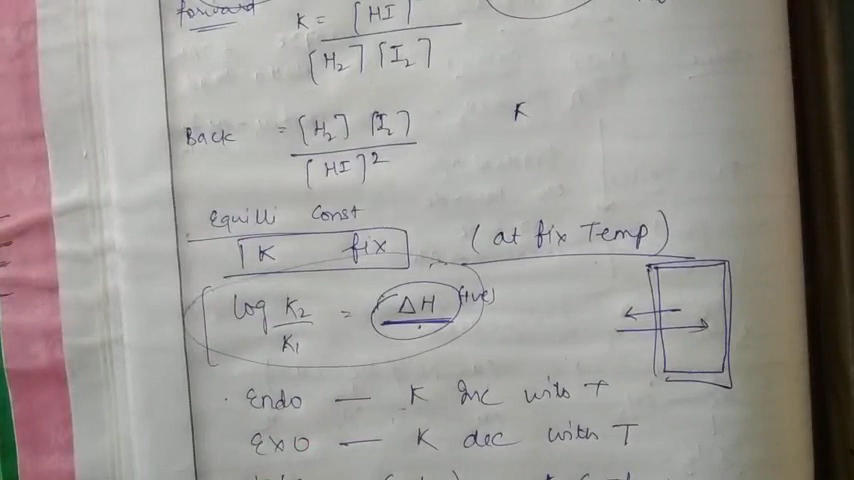 forward K = [HI]
[H2] [I2]
Back = [H2] [I2] K
[HI]2
Equilli Const
K fix (at fix Temp)
log K2 = ΔH (+ve)
K1
Endo — K Inc with T
Exo — K dec with T